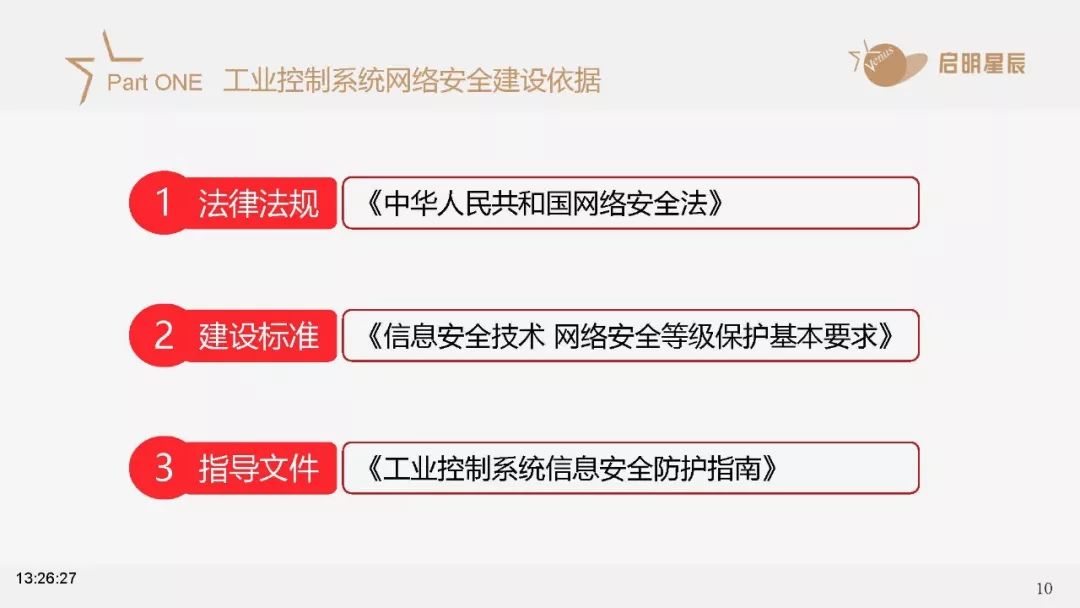 Part ONE 工业控制系统网络安全建设依据
Venus 启明星辰
1 法律法规 《中华人民共和国网络安全法》
2 建设标准 《信息安全技术 网络安全等级保护基本要求》
3 指导文件 《工业控制系统信息安全防护指南》
13:26:27
10